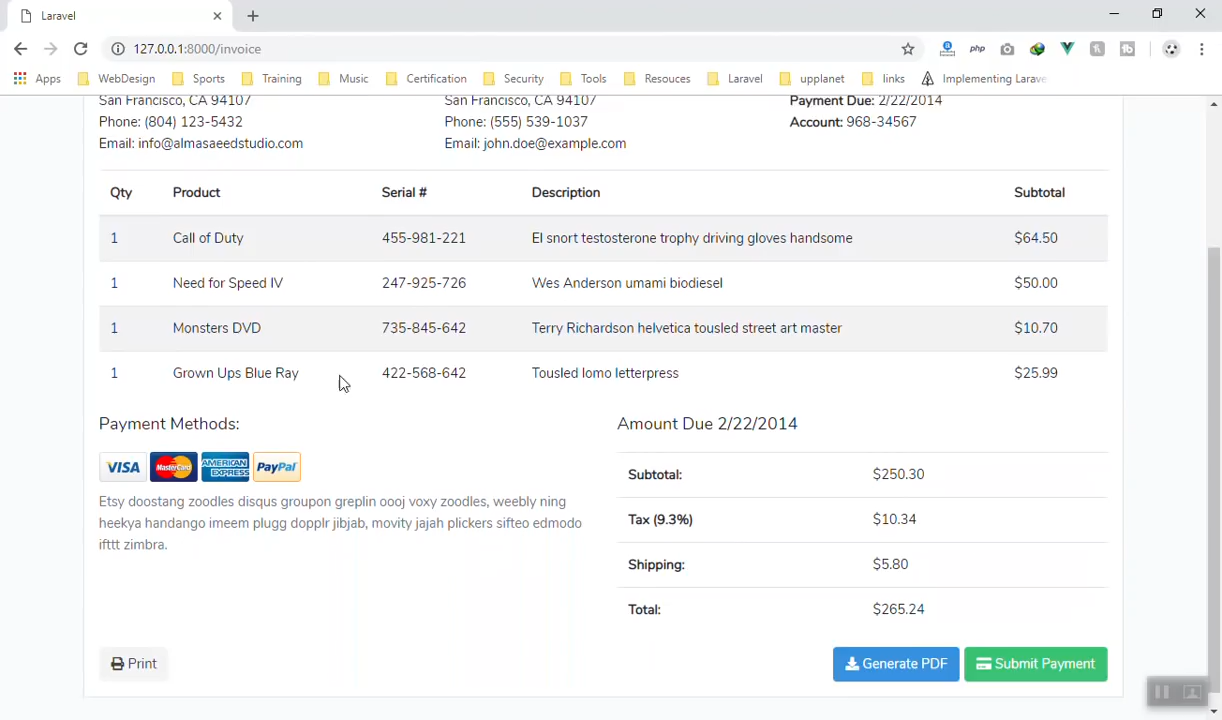 Laravel
127.0.0.1:8000/invoice
php
Apps WebDesign Sports Training Music Certification Security Tools Resouces Laravel upplanet links Implementing Larave
San Francisco, CA 94107 San Francisco, CA 94107 Payment Due: 2/22/2014
Phone: (804) 123-5432 Phone: (555) 539-1037 Account: 968-34567
Email: info@almasaeedstudio.com Email: john.doe@example.com
Qty Product Serial # Description Subtotal
1 Call of Duty 455-981-221 El snort testosterone trophy driving gloves handsome $64.50
1 Need for Speed IV 247-925-726 Wes Anderson umami biodiesel $50.00
1 Monsters DVD 735-845-642 Terry Richardson helvetica tousled street art master $10.70
1 Grown Ups Blue Ray 422-568-642 Tousled lomo letterpress $25.99
Payment Methods: Amount Due 2/22/2014
VISA MasterCard AMERICAN EXPRESS PayPal
Etsy doostang zoodles disqus groupon greplin oooj voxy zoodles, weebly ning
heekya handango imeem plugg dopplr jibjab, movity jajah plickers sifteo edmodo
ifttt zimbra.
Subtotal: $250.30
Tax (9.3%) $10.34
Shipping: $5.80
Total: $265.24
Print Generate PDF Submit Payment